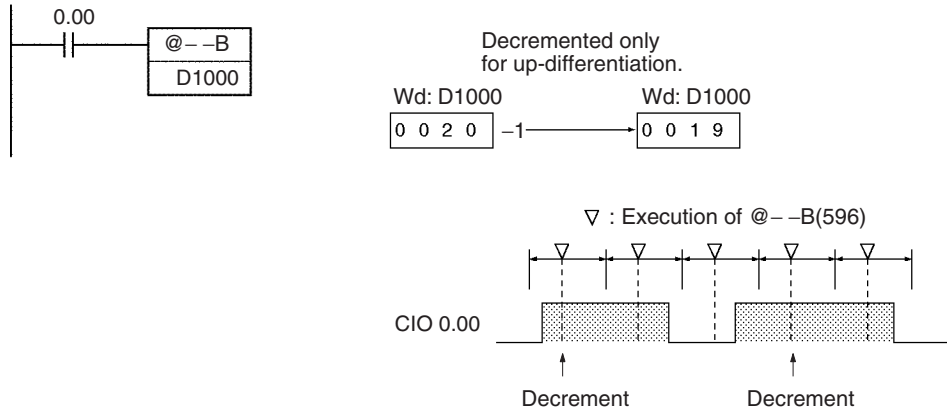 0.00
@− −B
D1000
Decremented only
for up-differentiation.
Wd: D1000
Wd: D1000
0 0 2 0
−1
0 0 1 9
▽ : Execution of @− −B(596)
CIO 0.00
Decrement
Decrement